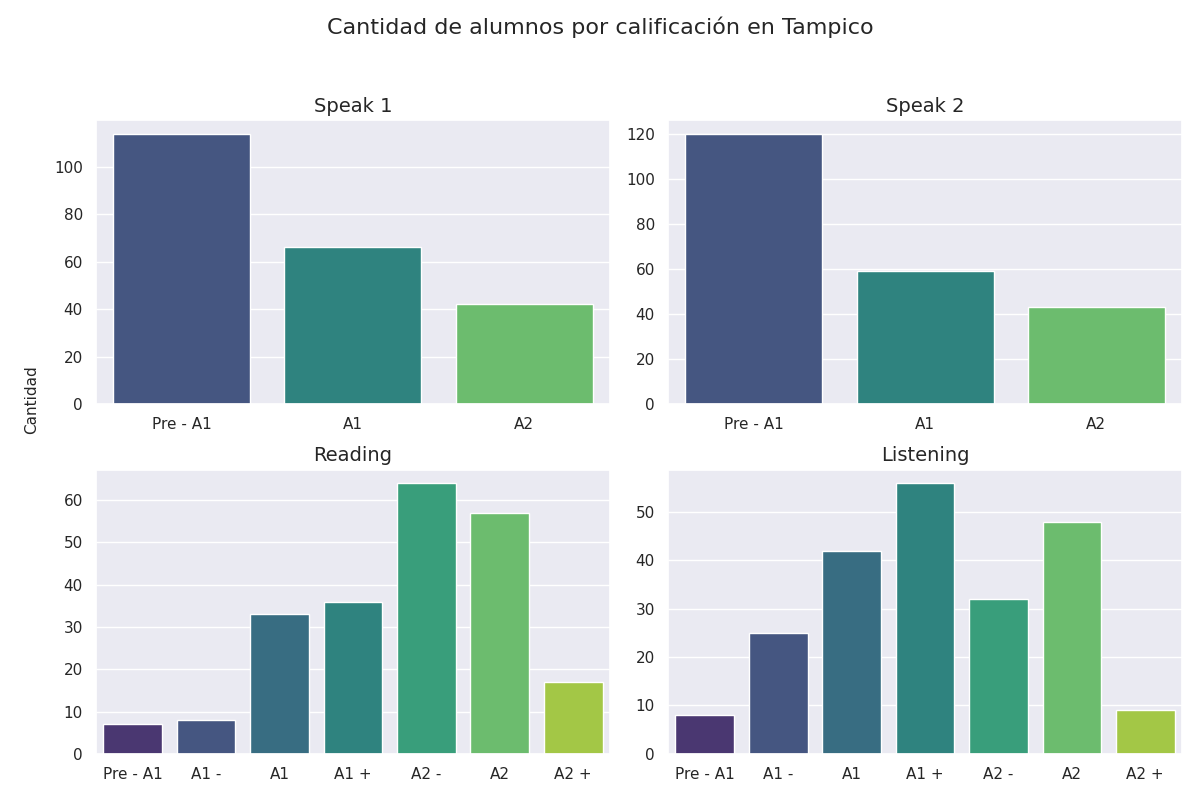 Cantidad de alumnos por calificación en Tampico
Speak 1
100
80
60
40
20
0
Pre - A1 A1 A2
Speak 2
120
100
80
60
40
20
0
Pre - A1 A1 A2
Cantidad
Reading
60
50
40
30
20
10
0
Pre - A1 A1 - A1 A1 + A2 - A2 A2 +
Listening
50
40
30
20
10
0
Pre - A1 A1 - A1 A1 + A2 - A2 A2 +